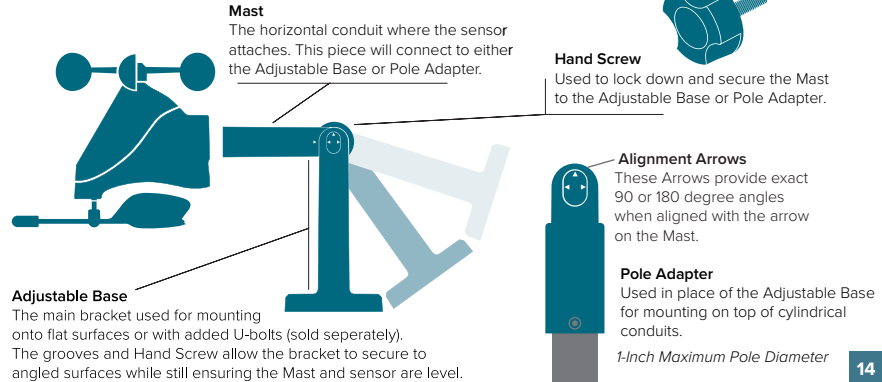 Mast
The horizontal conduit where the sensor
attaches. This piece will connect to either
the Adjustable Base or Pole Adapter.
Hand Screw
Used to lock down and secure the Mast
to the Adjustable Base or Pole Adapter.
Alignment Arrows
These Arrows provide exact
90 or 180 degree angles
when aligned with the arrow
on the Mast.
Adjustable Base
The main bracket used for mounting
onto flat surfaces or with added U-bolts (sold seperately).
The grooves and Hand Screw allow the bracket to secure to
angled surfaces while still ensuring the Mast and sensor are level.
Pole Adapter
Used in place of the Adjustable Base
for mounting on top of cylindrical
conduits.
1-Inch Maximum Pole Diameter
14